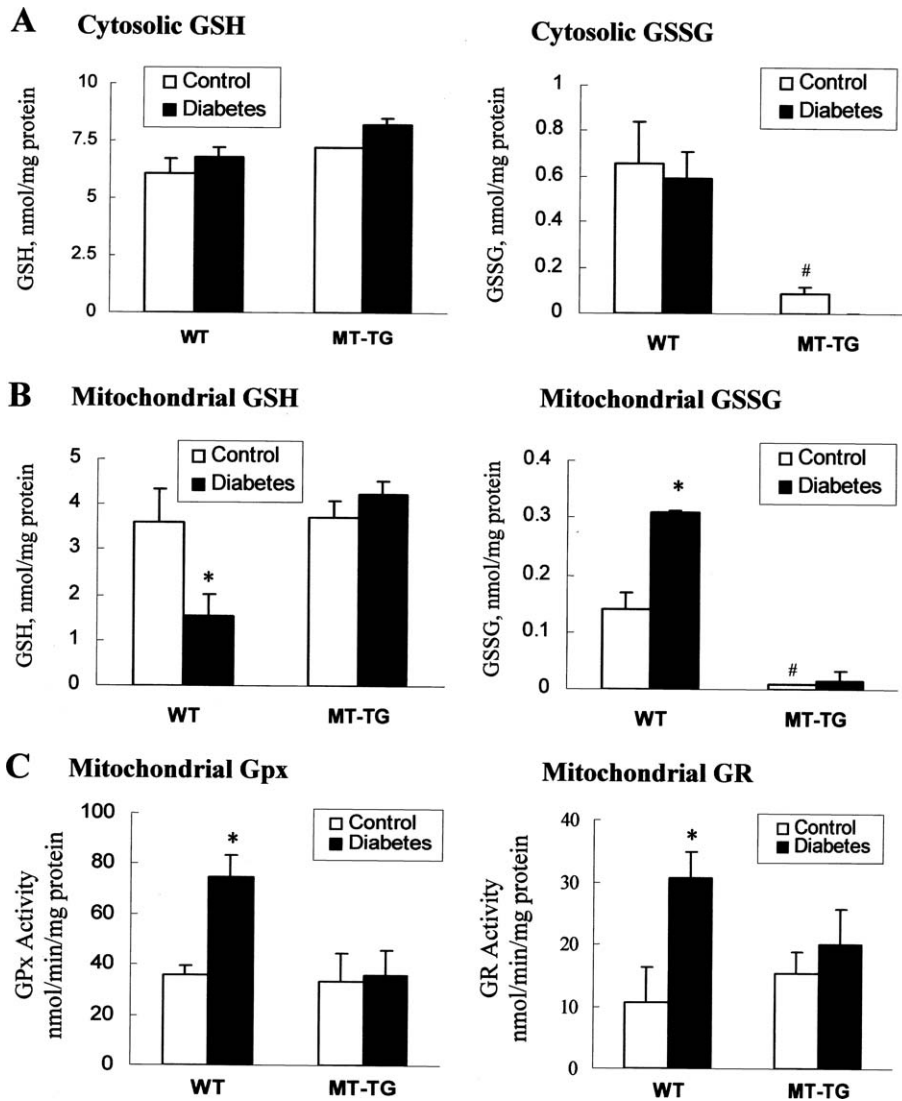 A Cytosolic GSH
GSH, nmol/mg protein
10
7.5
5
2.5
0
Control
Diabetes
WT MT-TG
Cytosolic GSSG
GSSG, nmol/mg protein
1
0.8
0.6
0.4
0.2
0
Control
Diabetes
#
WT MT-TG
B Mitochondrial GSH
GSH, nmol/mg protein
5
4
3
2
1
0
Control
Diabetes
*
WT MT-TG
Mitochondrial GSSG
GSSG, nmol/mg protein
0.4
0.3
0.2
0.1
0
Control
Diabetes
*
#
WT MT-TG
C Mitochondrial Gpx
GPx Activity
nmol/min/mg protein
100
80
60
40
20
0
Control
Diabetes
*
WT MT-TG
Mitochondrial GR
GR Activity
nmol/min/mg protein
40
30
20
10
0
Control
Diabetes
*
WT MT-TG